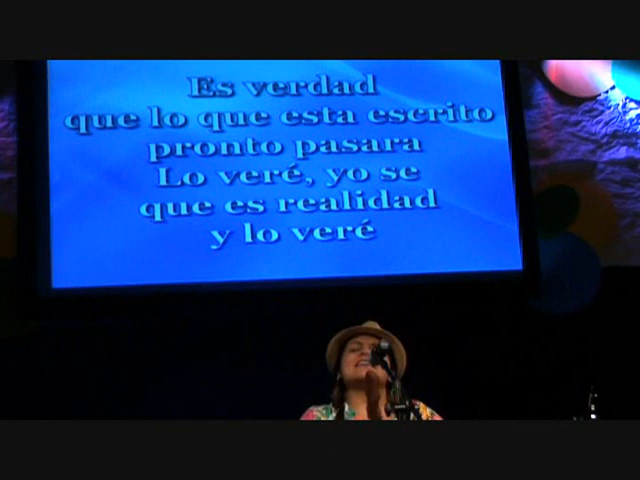 Es verdad
que lo que esta escrito
pronto pasara
Lo veré, yo se
que es realidad
y lo veré